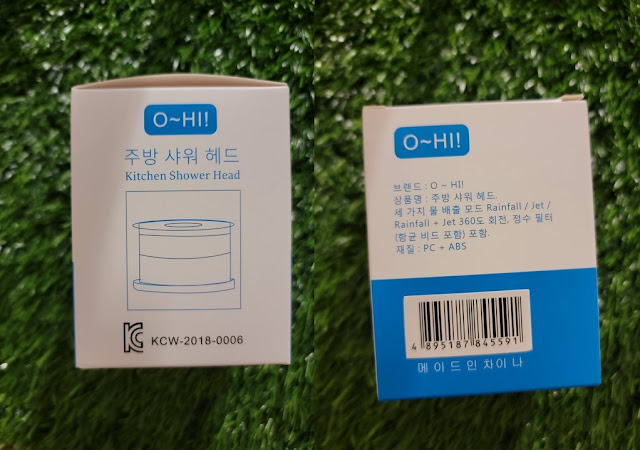 O~HI!
주방 샤워 헤드
Kitchen Shower Head
KC KCW-2018-0006
O~HI!
브랜드 : O ~ HI!
상품명 : 주방 샤워 헤드.
세 가지 물 배출 모드 Rainfall / Jet /
Rainfall + Jet 360도 회전, 정수 필터
(항균 비드 포함) 포함.
재질 : PC + ABS
4 895187 845591
메이드인차이나